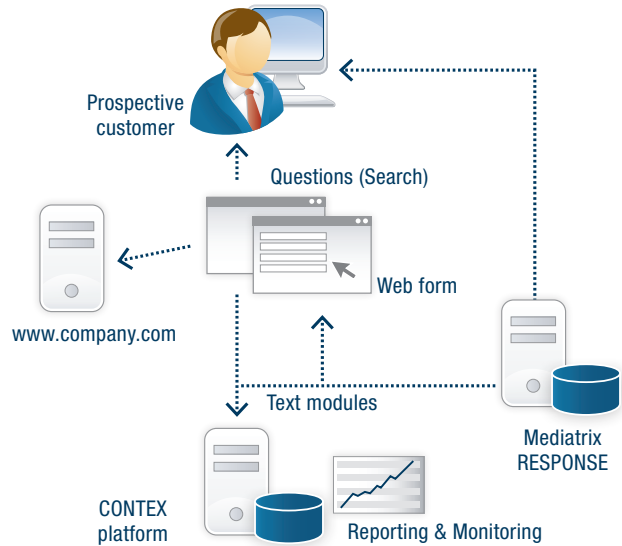 Prospective
customer
Questions (Search)
Web form
www.company.com
Text modules
Mediatrix
RESPONSE
CONTEX
platform
Reporting & Monitoring